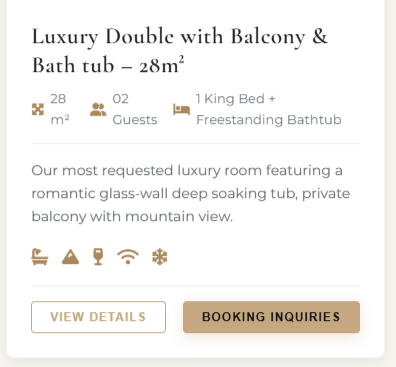 Luxury Double with Balcony &
Bath tub – 28m²
28 m²
02 Guests
1 King Bed + Freestanding Bathtub
Our most requested luxury room featuring a
romantic glass-wall deep soaking tub, private
balcony with mountain view.
VIEW DETAILS
BOOKING INQUIRIES